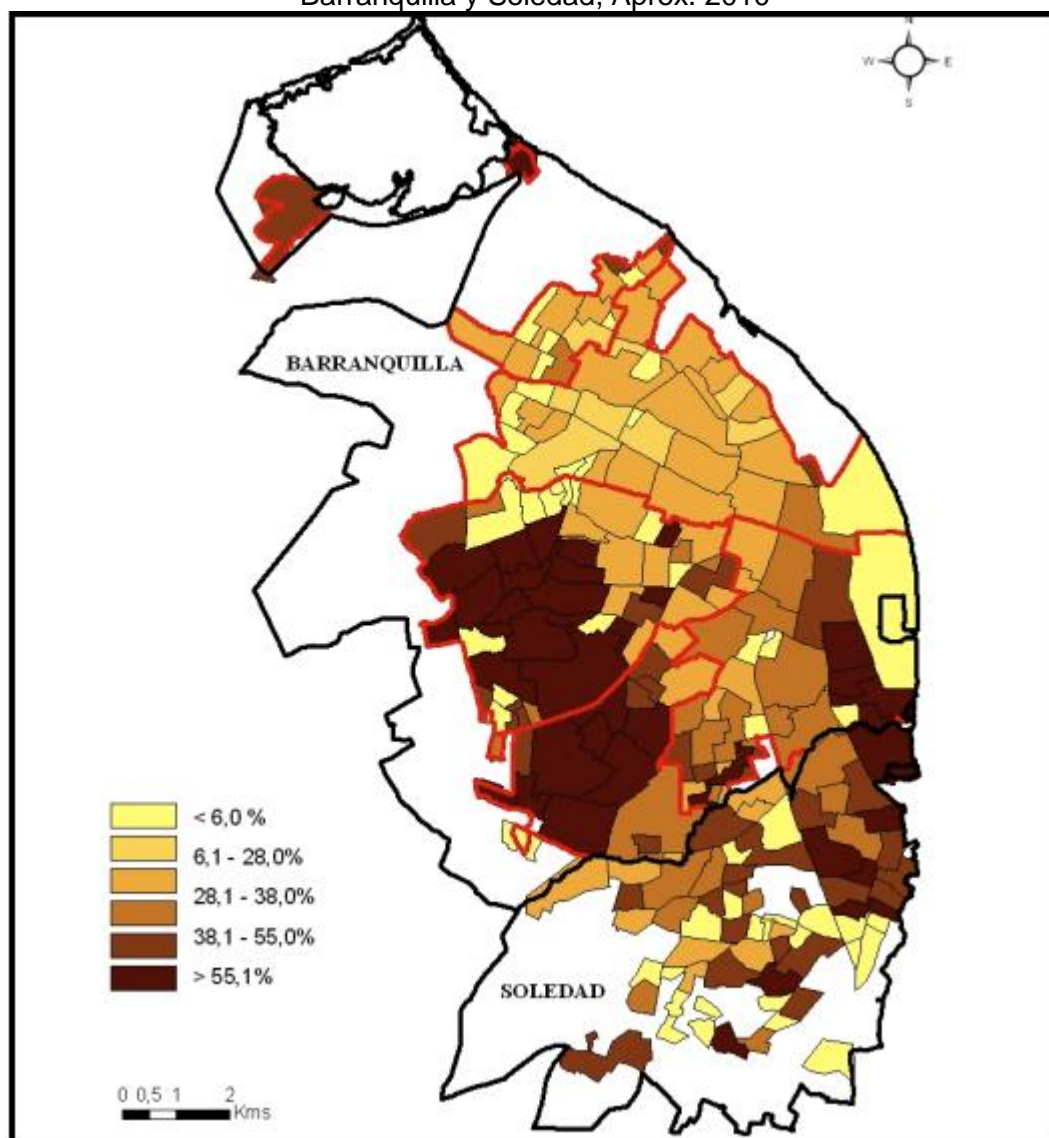 Barranquilla y Soledad, Aprox. 2010
N
W E
S
BARRANQUILLA
< 6,0 %
6,1 - 28,0%
28,1 - 38,0%
38,1 - 55,0%
> 55,1%
SOLEDAD
0 0,5 1 2
Kms